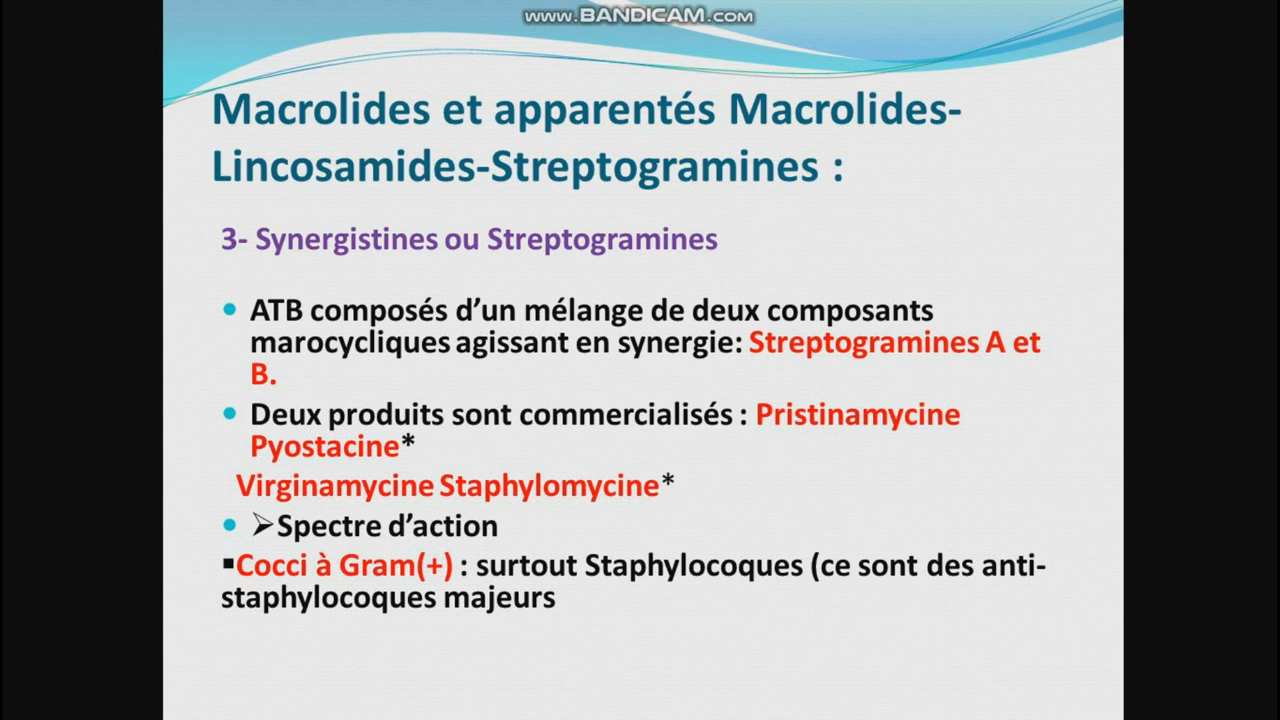 www.BANDICAM.com
Macrolides et apparentés Macrolides-
Lincosamides-Streptogramines :
3- Synergistines ou Streptogramines
• ATB composés d’un mélange de deux composants
marocycliques agissant en synergie: Streptogramines A et
B.
• Deux produits sont commercialisés : Pristinamycine
Pyostacine*
Virginamycine Staphylomycine*
• ➢Spectre d’action
▪Cocci à Gram(+) : surtout Staphylocoques (ce sont des anti-
staphylocoques majeurs